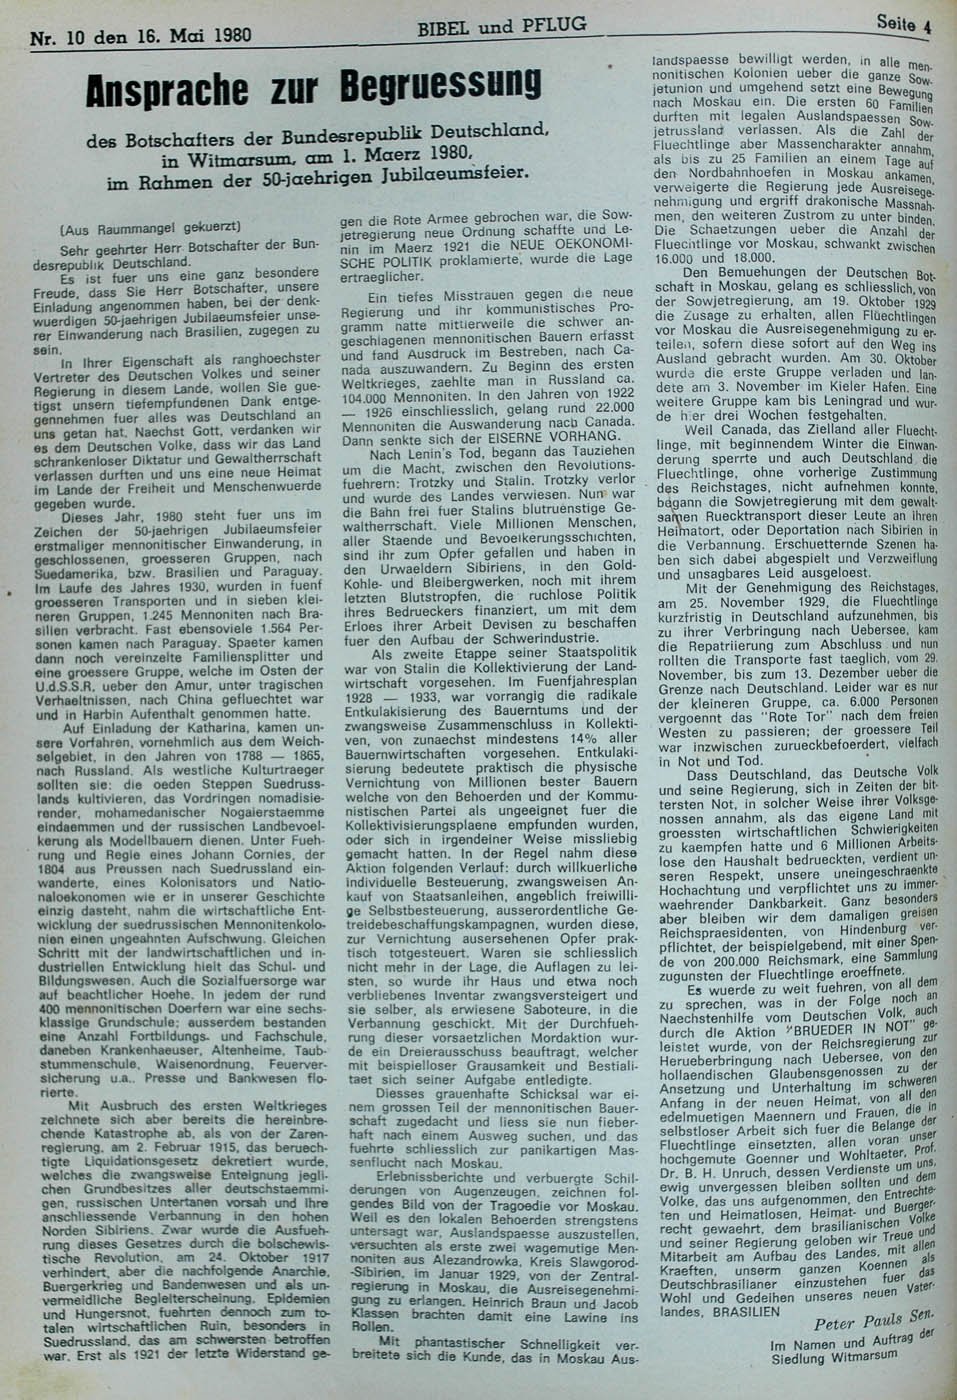 Nr. 10 den 16. Mai 1980
BIBEL und PFLUG
Seite 4
Ansprache zur Begruessung
des Botschafters der Bundesrepublik Deutschland,
in Witmarsum, am 1. Maerz 1980,
im Rahmen der 50-jaehrigen Jubilaeumsfeier.
(Aus Raummangel gekuerzt)
Sehr geehrter Herr Botschafter der Bun-
desrepublik Deutschland.
Es ist fuer uns eine ganz besondere
Freude, dass Sie Herr Botschafter, unsere
Einladung angenommen haben, bei der denk-
wuerdigen 50-jaehrigen Jubilaeumsfeier unse-
rer Einwanderung nach Brasilien, zugegen zu
sein.
In Ihrer Eigenschaft als ranghoechster
Vertreter des Deutschen Volkes und seiner
Regierung in diesem Lande, wollen Sie gue-
tigst unsern tiefempfundenen Dank entge-
gennehmen fuer alles was Deutschland an
uns getan hat. Naechst Gott, verdanken wir
es dem Deutschen Volke, dass wir das Land
schrankenloser Diktatur und Gewaltherrschaft
verlassen durften und uns eine neue Heimat
im Lande der Freiheit und Menschenwuerde
gegeben wurde.
Dieses Jahr, 1980 steht fuer uns im
Zeichen der 50-jaehrigen Jubilaeumsfeier
erstmaliger mennonitischer Einwanderung, in
geschlossenen, groesseren Gruppen, nach
Suedamerika, bzw. Brasilien und Paraguay.
Im Laufe des Jahres 1930, wurden in fuenf
groesseren Transporten und in sieben klei-
neren Gruppen, 1.245 Mennoniten nach Bra-
silien verbracht. Fast ebensoviele 1.564 Per-
sonen kamen nach Paraguay. Spaeter kamen
dann noch vereinzelte Familiensplitter und
eine groessere Gruppe, welche im Osten der
U.d.S.S.R, ueber den Amur, unter tragischen
Verhaeltnissen, nach China gefluechtet war
und in Harbin Aufenthalt genommen hatte.
Auf Einladung der Katharina, kamen un-
sere Vorfahren, vornehmlich aus dem Weich-
selgebiet, in den Jahren von 1788 — 1865,
nach Russland. Als westliche Kulturtraeger
sollten sie: die oeden Steppen Suedruss-
lands kultivieren, das Vordringen nomadisie-
render, mohamedanischer Nogaierstaemme
eindaemmen und der russischen Landbevoel-
kerung als Modellbauern dienen. Unter Fueh-
rung und Regie eines Johann Cornies, der
1804 aus Preussen nach Suedrussland ein-
wanderte, eines Kolonisators und Natio-
naloekonomen wie er in unserer Geschichte
einzig dasteht, nahm die wirtschaftliche Ent-
wicklung der suedrussischen Mennonitenkolo-
nien einen ungeahnten Aufschwung. Gleichen
Schritt mit der landwirtschaftlichen und in-
dustriellen Entwicklung hielt das Schul- und
Bildungswesen. Auch die Sozialfuersorge war
auf beachtlicher Hoehe. In jedem der rund
400 mennonitischen Doerfern war eine sechs-
klassige Grundschule; ausserdem bestanden
eine Anzahl Fortbildungs- und Fachschule,
daneben Krankenhaeuser, Altenheime, Taub-
stummenschule, Waisenordnung, Feuerver-
sicherung u.a., Presse und Bankwesen flo-
rierte.
Mit Ausbruch des ersten Weltkrieges
zeichnete sich aber bereits die hereinbre-
chende Katastrophe ab, als von der Zaren-
regierung, am 2. Februar 1915, das beruech-
tigte Liquidationsgesetz dekretiert wurde,
welches die zwangsweise Enteignung jegli-
chen Grundbesitzes aller deutschstaemmi-
gen, russischen Untertanen vorsah und Ihre
anschliessende Verbannung in den hohen
Norden Sibiriens. Zwar wurde die Ausfueh-
rung dieses Gesetzes durch die bolschewis-
tische Revolution, am 24. Oktober 1917
verhindert, aber die nachfolgende Anarchie,
Buergerkrieg und Bandenwesen und als un-
vermeidliche Begleiterscheinung, Epidemien
und Hungersnot, fuehrten dennoch zum to-
talen wirtschaftlichen Ruin, besonders in
Suedrussland, das am schwersten betroffen
war. Erst als 1921 der letzte Widerstand ge-
gen die Rote Armee gebrochen war, die Sow-
jetregierung neue Ordnung schaffte und Le-
nin im Maerz 1921 die NEUE OEKONOMI-
SCHE POLITIK proklamierte, wurde die Lage
ertraeglicher.
Ein tiefes Misstrauen gegen die neue
Regierung und ihr kommunistisches Pro-
gramm natte mittlerweile die schwer an-
geschlagenen mennonitischen Bauern erfasst
und fand Ausdruck im Bestreben, nach Ca-
nada auszuwandern. Zu Beginn des ersten
Weltkrieges, zaehlte man in Russland ca.
104.000 Mennoniten. In den Jahren von 1922
— 1926 einschliesslich, gelang rund 22.000
Mennoniten die Auswanderung nach Canada.
Dann senkte sich der EISERNE VORHANG.
Nach Lenin's Tod, begann das Tauziehen
um die Macht, zwischen den Revolutions-
fuehrern: Trotzky und Stalin. Trotzky verlor
und wurde des Landes verwiesen. Nun war
die Bahn frei fuer Stalins blutruenstige Ge-
waltherrschaft. Viele Millionen Menschen,
aller Staende und Bevoelkerungsschichten,
sind ihr zum Opfer gefallen und haben in
den Urwaeldern Sibiriens, in den Gold-
Kohle- und Bleibergwerken, noch mit ihrem
letzten Blutstropfen, die ruchlose Politik
ihres Bedrueckers finanziert, um mit dem
Erloes ihrer Arbeit Devisen zu beschaffen
fuer den Aufbau der Schwerindustrie.
Als zweite Etappe seiner Staatspolitik
war von Stalin die Kollektivierung der Land-
wirtschaft vorgesehen. Im Fuenfjahresplan
1928 — 1933, war vorrangig die radikale
Entkulakisierung des Bauerntums und der
zwangsweise Zusammenschluss in Kollekti-
ven, von zunaechst mindestens 14% aller
Bauernwirtschaften vorgesehen. Entkulaki-
sierung bedeutete praktisch die physische
Vernichtung von Millionen bester Bauern
welche von den Behoerden und der Kommu-
nistischen Partei als ungeeignet fuer die
Kollektivisierungsplaene empfunden wurden,
oder sich in irgendeiner Weise missliebig
gemacht hatten. In der Regel nahm diese
Aktion folgenden Verlauf: durch willkuerliche
individuelle Besteuerung, zwangsweisen An-
kauf von Staatsanleihen, angeblich freiwilli-
ge Selbstbesteuerung, ausserordentliche Ge-
treidebeschaffungskampagnen, wurden diese,
zur Vernichtung ausersehenen Opfer prak-
tisch totgesteuert. Waren sie schliesslich
nicht mehr in der Lage, die Auflagen zu lei-
sten, so wurde ihr Haus und etwa noch
verbliebenes Inventar zwangsversteigert und
sie selber, als erwiesene Saboteure, in die
Verbannung geschickt. Mit der Durchfueh-
rung dieser vorsaetzlichen Mordaktion wur-
de ein Dreierausschuss beauftragt, welcher
mit beispielloser Grausamkeit und Bestiali-
taet sich seiner Aufgabe entledigte.
Diesses grauenhafte Schicksal war ei-
nem grossen Teil der mennonitischen Bauer-
schaft zugedacht und liess sie nun fieber-
haft nach einem Ausweg suchen, und das
fuehrte schliesslich zur panikartigen Mas-
senflucht nach Moskau.
Erlebnissberichte und verbuergte Schil-
derungen von Augenzeugen, zeichnen fol-
gendes Bild von der Tragoedie vor Moskau.
Weil es den lokalen Behoerden strengstens
untersagt war, Auslandspaesse auszustellen,
versuchten als erste zwei wagemutige Men-
noniten aus Alezandrowka, Kreis Slawgorod-
-Sibirien, im Januar 1929, von der Zentral-
regierung in Moskau, die Ausreisegenehmi-
gung zu erlangen. Heinrich Braun und Jacob
Klassen brachten damit eine Lawine ins
Rollen.
Mit phantastischer Schnelligkeit ver-
breitete sich die Kunde, das in Moskau Aus-
landspaesse bewilligt werden, in alle men-
nonitischen Kolonien ueber die ganze Sow-
jetunion und umgehend setzt eine Bewegung
nach Moskau ein. Die ersten 60 Familien
durften mit legalen Auslandspaessen Sow-
jetrussland verlassen. Als die Zahl der
Fluechtlinge aber Massencharakter annahm,
als bis zu 25 Familien an einem Tage auf
den Nordbahnhoefen in Moskau ankamen,
verweigerte die Regierung jede Ausreisege-
nehmigung und ergriff drakonische Massnah-
men, den weiteren Zustrom zu unter binden.
Die Schaetzungen ueber die Anzahl der
Fluechtlinge vor Moskau, schwankt zwischen
16.000 und 18.000.
Den Bemuehungen der Deutschen Bot-
schaft in Moskau, gelang es schliesslich, von
der Sowjetregierung, am 19. Oktober 1929
die Zusage zu erhalten, allen Flüechtlingen
vor Moskau die Ausreisegenehmigung zu er-
teilen, sofern diese sofort auf den Weg ins
Ausland gebracht wurden. Am 30. Oktober
wurde die erste Gruppe verladen und lan-
dete am 3. November im Kieler Hafen. Eine
weitere Gruppe kam bis Leningrad und wur-
de hier drei Wochen festgehalten.
Weil Canada, das Zielland aller Fluecht-
linge, mit beginnendem Winter die Einwan-
derung sperrte und auch Deutschland die
Fluechtlinge, ohne vorherige Zustimmung
des Reichstages, nicht aufnehmen konnte,
begann die Sowjetregierung mit dem gewalt-
samen Ruecktransport dieser Leute an ihren
Heimatort, oder Deportation nach Sibirien in
die Verbannung. Erschuetternde Szenen ha-
ben sich dabei abgespielt und Verzweiflung
und unsagbares Leid ausgeloest.
Mit der Genehmigung des Reichstages,
am 25. November 1929, die Fluechtlinge
kurzfristig in Deutschland aufzunehmen, bis
zu ihrer Verbringung nach Uebersee, kam
die Repatriierung zum Abschluss und nun
rollten die Transporte fast taeglich, vom 29.
November, bis zum 13. Dezember ueber die
Grenze nach Deutschland. Leider war es nur
der kleineren Gruppe, ca. 6.000 Personen
vergoennt das "Rote Tor" nach dem freien
Westen zu passieren; der groessere Teil
war inzwischen zurueckbefoerdert, vielfach
in Not und Tod.
Dass Deutschland, das Deutsche Volk
und seine Regierung, sich in Zeiten der bit-
tersten Not, in solcher Weise ihrer Volksge-
nossen annahm, als das eigene Land mit
groessten wirtschaftlichen Schwierigkeiten
zu kaempfen hatte und 6 Millionen Arbeits-
lose den Haushalt bedrueckten, verdient un-
seren Respekt, unsere uneingeschraenkte
Hochachtung und verpflichtet uns zu immer-
waehrender Dankbarkeit. Ganz besonders
aber bleiben wir dem damaligen greisen
Reichspraesidenten, von Hindenburg ver-
pflichtet, der beispielgebend, mit einer Spen-
de von 200.000 Reichsmark, eine Sammlung
zugunsten der Fluechtlinge eroeffnete.
Es wuerde zu weit fuehren, von all dem
zu sprechen, was in der Folge noch an
Naechstenhilfe vom Deutschen Volk, auch
durch die Aktion "BRUEDER IN NOT" ge-
leistet wurde, von der Reichsregierung zur
Herueberbringung nach Uebersee, von den
hollaendischen Glaubensgenossen zu der
Ansetzung und Unterhaltung im schweren
Anfang in der neuen Heimat, von all den
edelmutigen Maennern und Frauen, die in
selbstloser Arbeit sich fuer die Belange der
Fluechtlinge einsetzten, allen voran unser
hochgemute Goenner und Wohltaeter, Prof.
Dr. B. H. Unruch, dessen Verdienste um uns,
ewig unvergessen bleiben sollten und dem
Volke, das uns aufgenommen, den Entrechte-
ten und Heimatlosen, Heimat- und Buerger-
recht gewaehrt, dem brasilianischen Volke
und seiner Regierung geloben wir Treue und
Mitarbeit am Aufbau des Landes, mit allen
Kraeften, unserm ganzen Koennen als
Deutschbrasilianer einzustehen fuer das
Wohl und Gedeihen unseres neuen Vater-
landes, BRASILIEN
Peter Pauls Sen.
Im Namen und Auftrag der
Siedlung Witmarsum